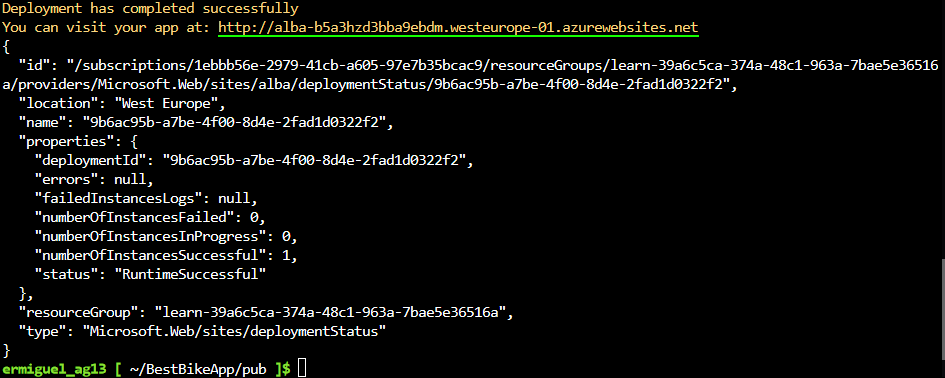 Deployment has completed successfully
You can visit your app at: http://alba-b5a3hzd3bba9ebdm.westeurope-01.azurewebsites.net
{
  "id": "/subscriptions/1ebbb56e-2979-41cb-a605-97e7b35bcac9/resourceGroups/learn-39a6c5ca-374a-48c1-963a-7bae5e36516
a/providers/Microsoft.Web/sites/alba/deploymentStatus/9b6ac95b-a7be-4f00-8d4e-2fad1d0322f2",
  "location": "West Europe",
  "name": "9b6ac95b-a7be-4f00-8d4e-2fad1d0322f2",
  "properties": {
    "deploymentId": "9b6ac95b-a7be-4f00-8d4e-2fad1d0322f2",
    "errors": null,
    "failedInstancesLogs": null,
    "numberOfInstancesFailed": 0,
    "numberOfInstancesInProgress": 0,
    "numberOfInstancesSuccessful": 1,
    "status": "RuntimeSuccessful"
  },
  "resourceGroup": "learn-39a6c5ca-374a-48c1-963a-7bae5e36516a",
  "type": "Microsoft.Web/sites/deploymentStatus"
}
ermiguel_ag13 [ ~/BestBikeApp/pub ]$